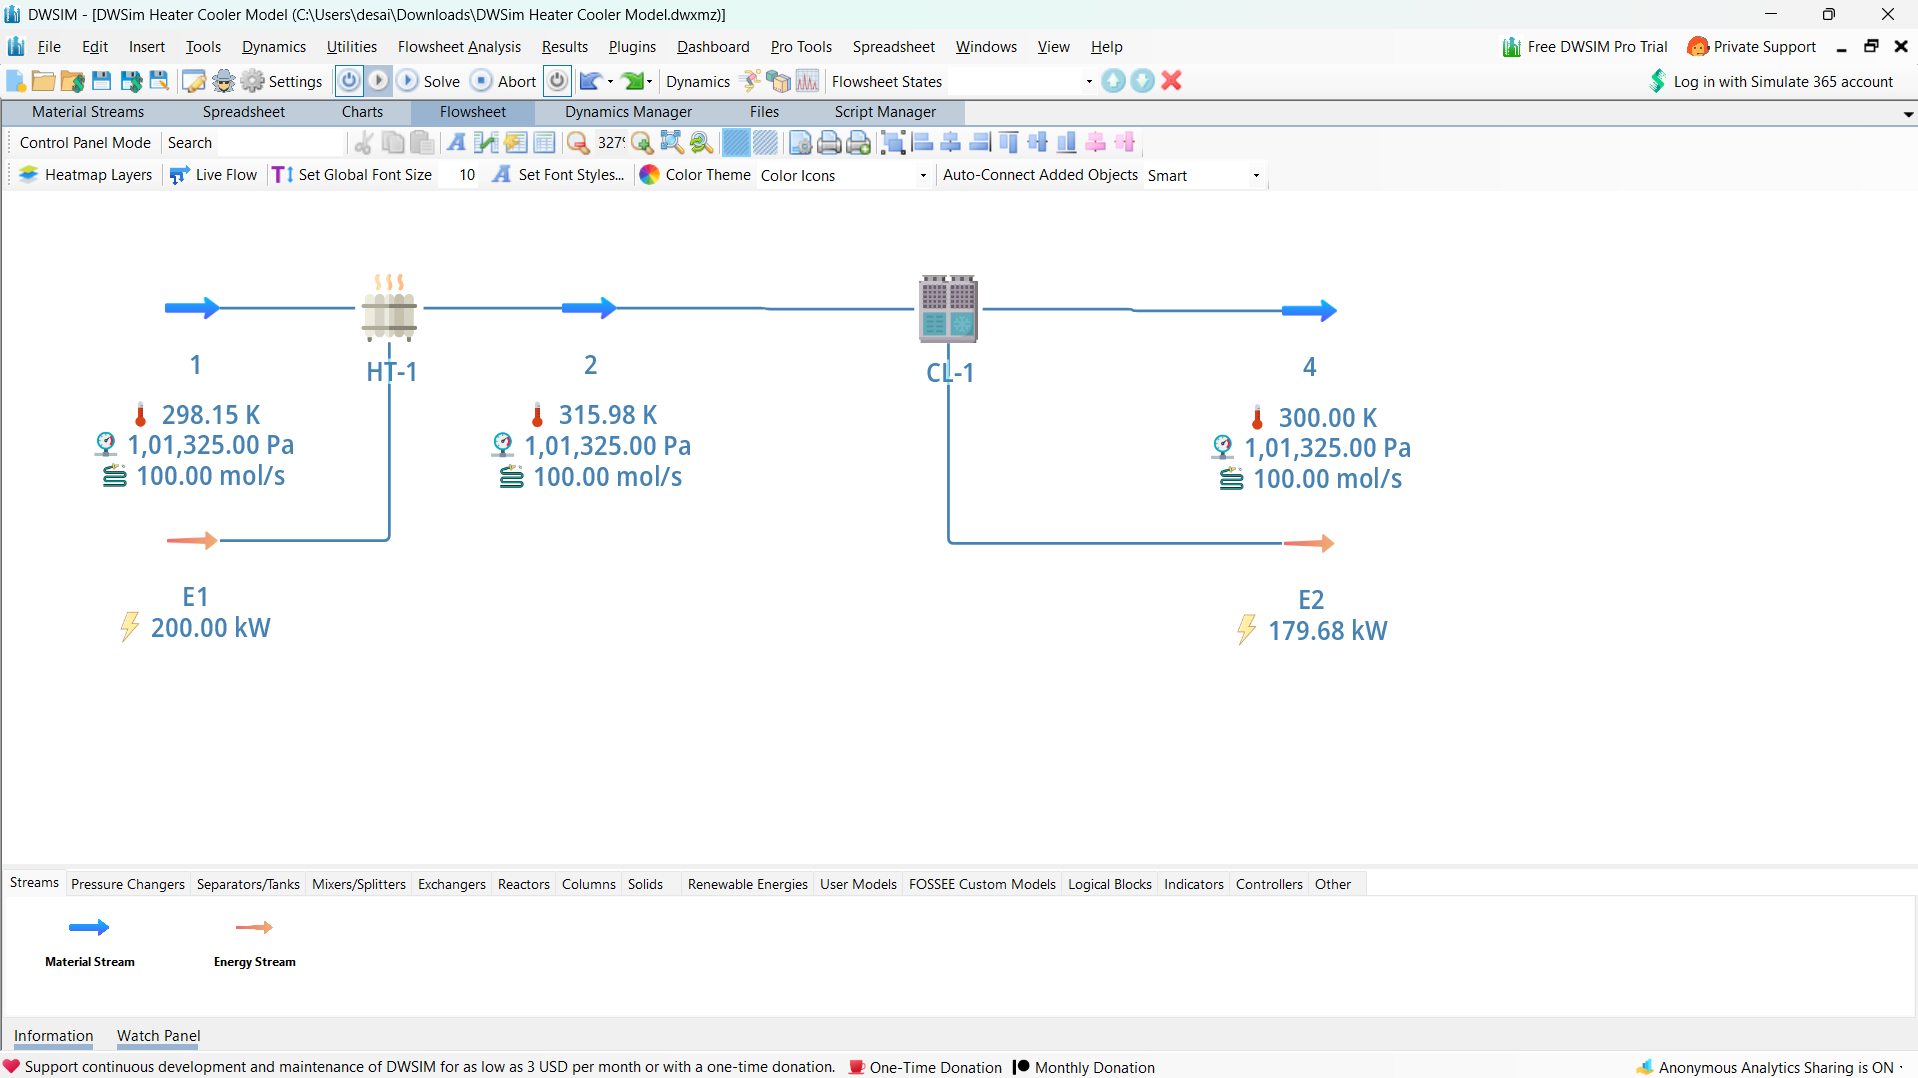 DWSIM - [DWSim Heater Cooler Model (C:\Users\desai\Downloads\DWSim Heater Cooler Model.dwxmz)]
File Edit Insert Tools Dynamics Utilities Flowsheet Analysis Results Plugins Dashboard Pro Tools Spreadsheet Windows View Help Free DWSIM Pro Trial Private Support
Settings Solve Abort Dynamics Flowsheet States Log in with Simulate 365 account
Material Streams Spreadsheet Charts Flowsheet Dynamics Manager Files Script Manager
Control Panel Mode Search 327%
Heatmap Layers Live Flow Set Global Font Size 10 Set Font Styles... Color Theme Color Icons Auto-Connect Added Objects Smart
1 HT-1 2 CL-1 4
298.15 K 315.98 K 300.00 K
1,01,325.00 Pa 1,01,325.00 Pa 1,01,325.00 Pa
100.00 mol/s 100.00 mol/s 100.00 mol/s
E1 E2
200.00 kW 179.68 kW
Streams Pressure Changers Separators/Tanks Mixers/Splitters Exchangers Reactors Columns Solids Renewable Energies User Models FOSSEE Custom Models Logical Blocks Indicators Controllers Other
Material Stream Energy Stream
Information Watch Panel
Support continuous development and maintenance of DWSIM for as low as 3 USD per month or with a one-time donation. One-Time Donation Monthly Donation Anonymous Analytics Sharing is ON